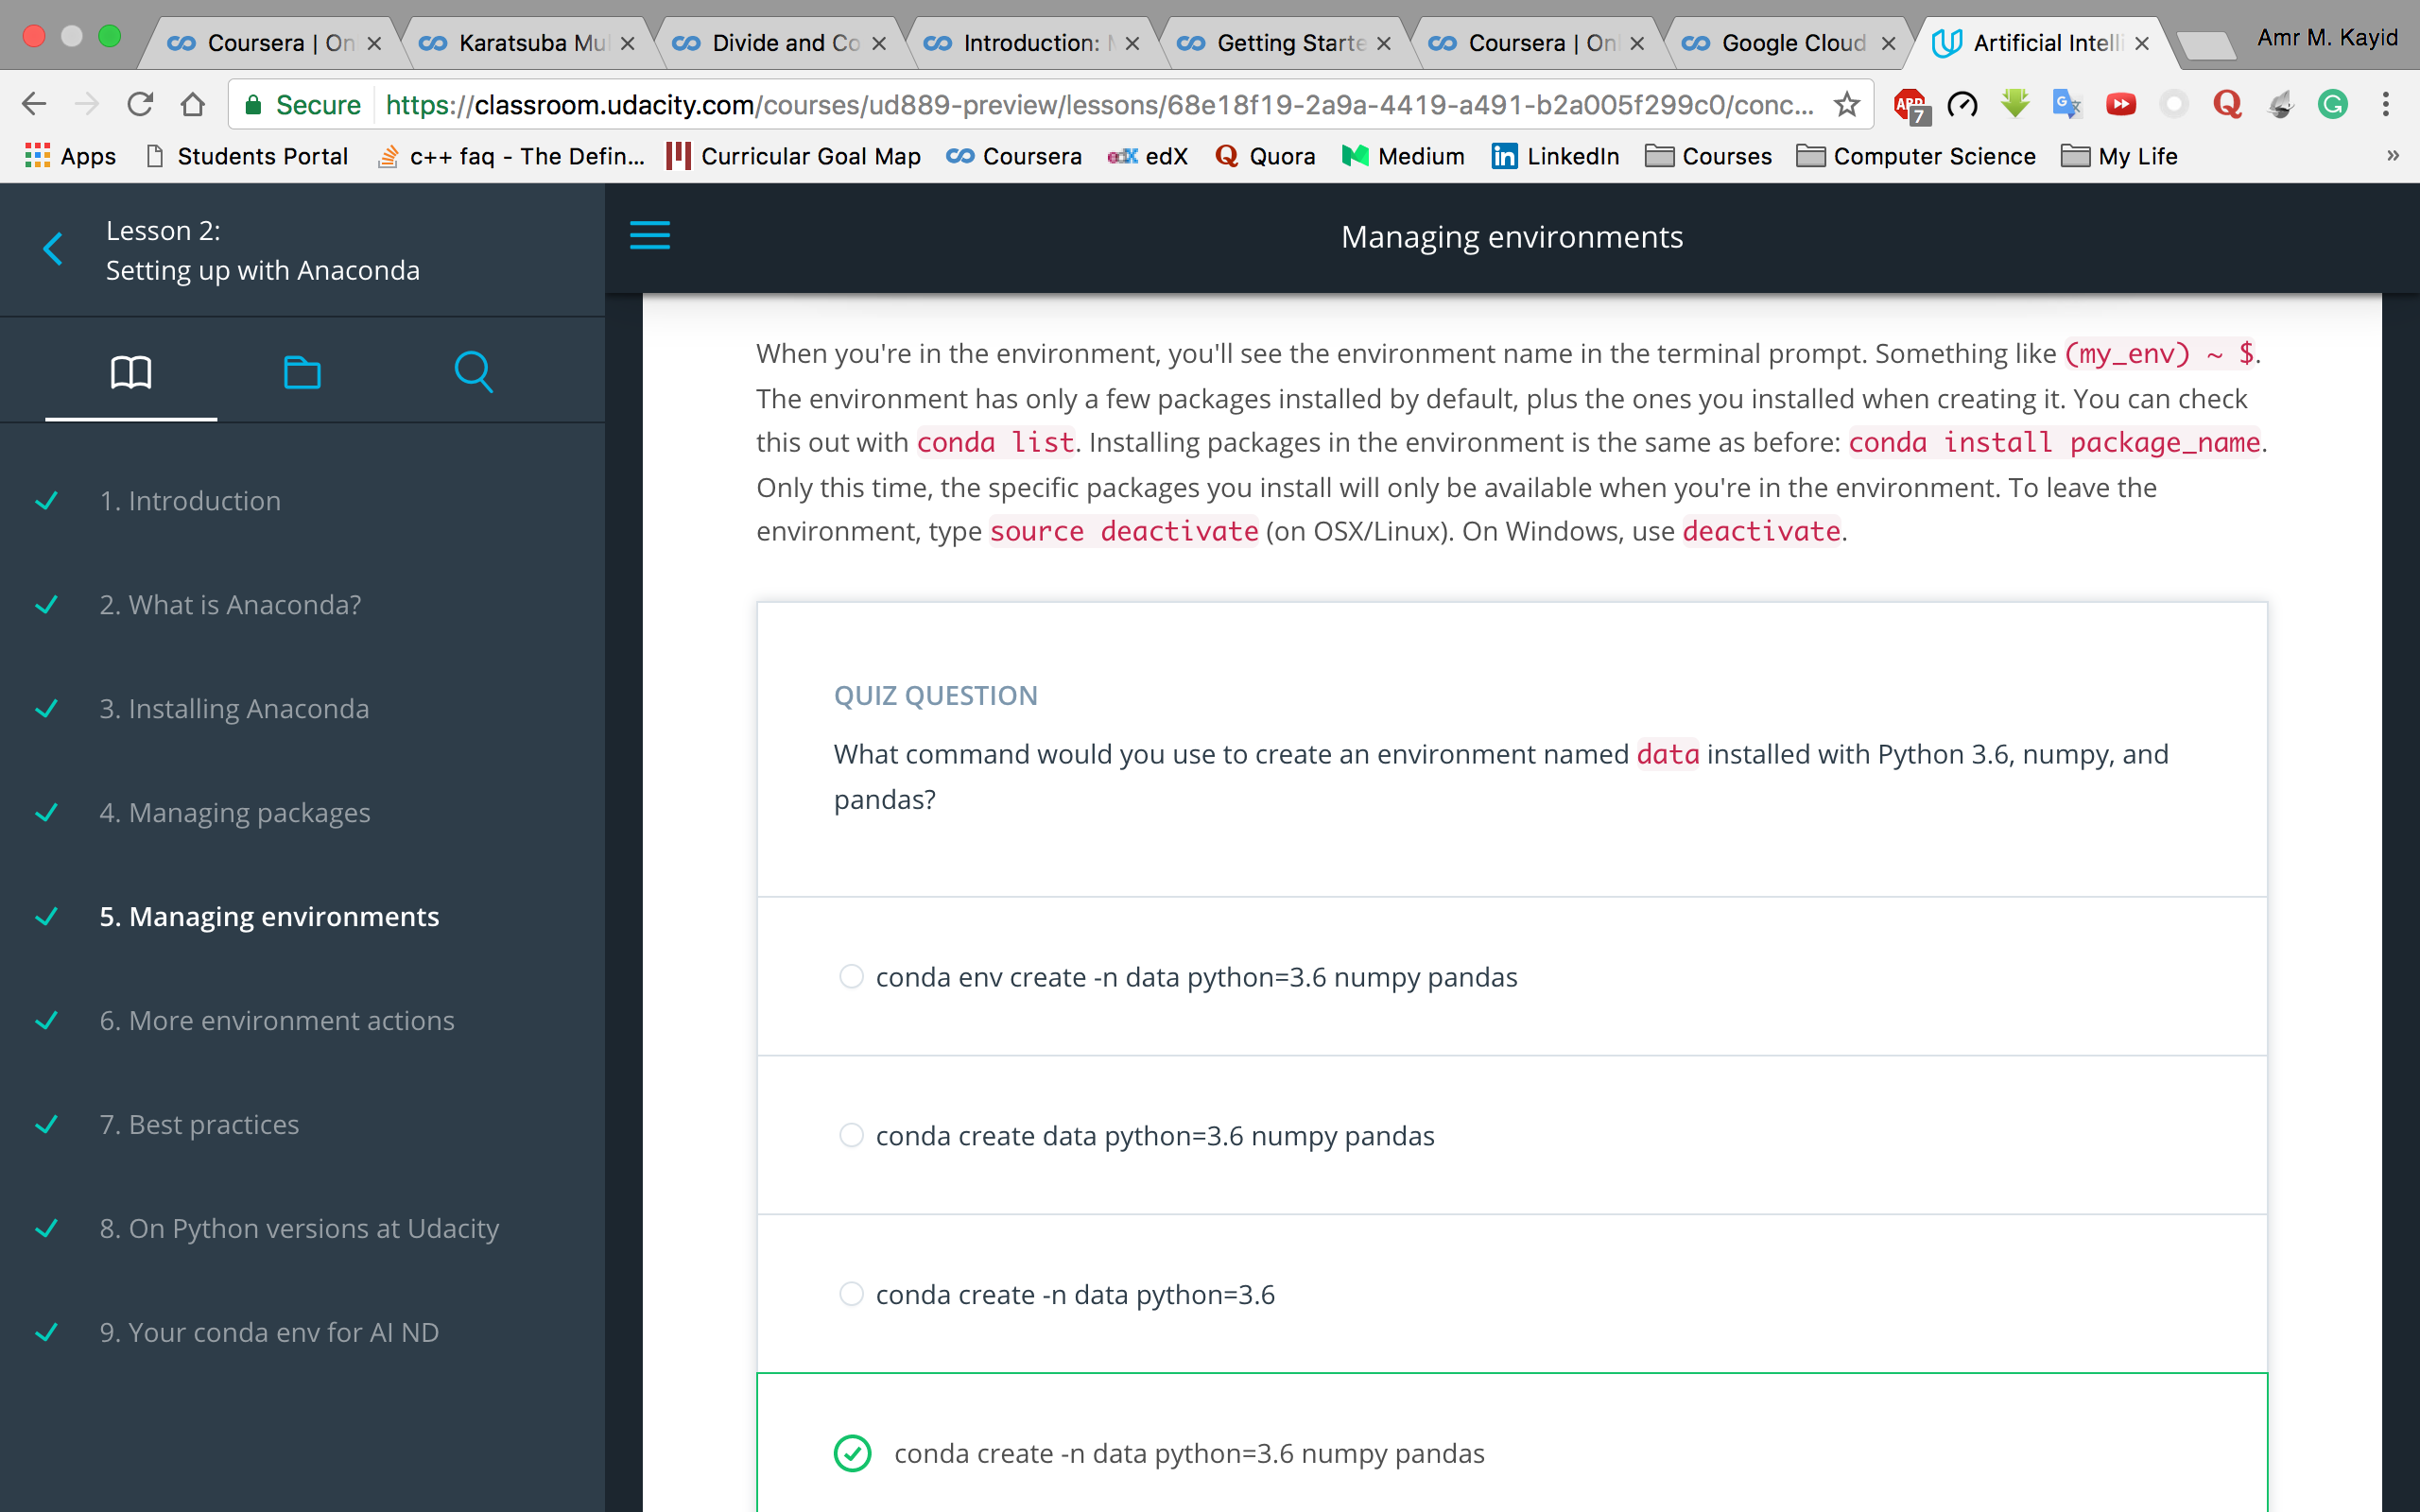 Coursera | On
Karatsuba Mul
Divide and Co
Introduction:
Getting Starte
Coursera | Onl
Google Cloud
Artificial Intelli
Amr M. Kayid
Secure
https://classroom.udacity.com/courses/ud889-preview/lessons/68e18f19-2a9a-4419-a491-b2a005f299c0/conc...
ABP
7
Apps
Students Portal
c++ faq - The Defin...
Curricular Goal Map
Coursera
edX
Quora
Medium
LinkedIn
Courses
Computer Science
My Life
»
Lesson 2:
Setting up with Anaconda
1. Introduction
2. What is Anaconda?
3. Installing Anaconda
4. Managing packages
5. Managing environments
6. More environment actions
7. Best practices
8. On Python versions at Udacity
9. Your conda env for AI ND
Managing environments
When you're in the environment, you'll see the environment name in the terminal prompt. Something like (my_env) ~ $.
The environment has only a few packages installed by default, plus the ones you installed when creating it. You can check
this out with conda list. Installing packages in the environment is the same as before: conda install package_name.
Only this time, the specific packages you install will only be available when you're in the environment. To leave the
environment, type source deactivate (on OSX/Linux). On Windows, use deactivate.
QUIZ QUESTION
What command would you use to create an environment named data installed with Python 3.6, numpy, and
pandas?
conda env create -n data python=3.6 numpy pandas
conda create data python=3.6 numpy pandas
conda create -n data python=3.6
conda create -n data python=3.6 numpy pandas